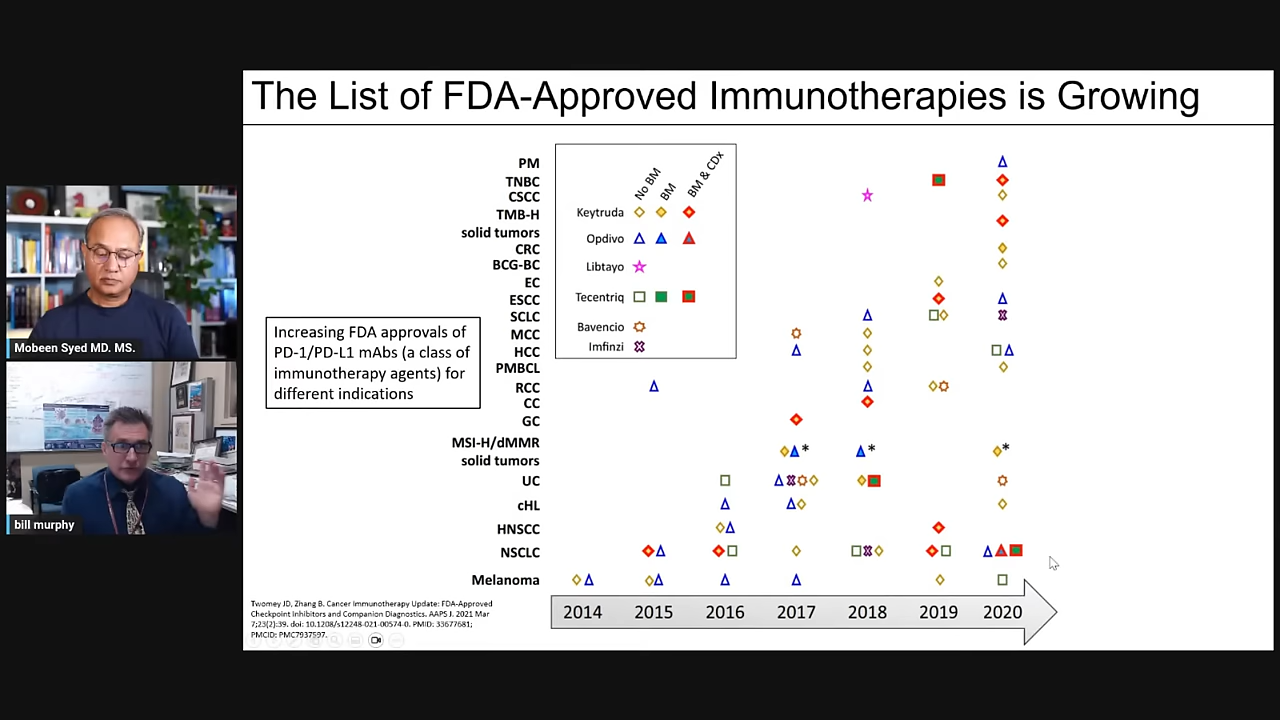 The List of FDA-Approved Immunotherapies is Growing
PM
TNBC
CSCC
TMB-H
solid tumors
CRC
BCG-BC
EC
ESCC
SCLC
MCC
HCC
PMBCL
RCC
CC
GC
MSI-H/dMMR
solid tumors
UC
cHL
HNSCC
NSCLC
Melanoma
No BM
BM
BM & CDx
Keytruda
Opdivo
Libtayo
Tecentriq
Bavencio
Imfinzi
* * *
Increasing FDA approvals of
PD-1/PD-L1 mAbs (a class of
immunotherapy agents) for
different indications
2014 2015 2016 2017 2018 2019 2020
Twomey JD, Zhang B. Cancer Immunotherapy Update: FDA-Approved
Checkpoint Inhibitors and Companion Diagnostics. AAPS J. 2021 Mar
7;23(2):39. doi: 10.1208/s12248-021-00574-0. PMID: 33677681;
PMCID: PMC7937597.
Mobeen Syed MD. MS.
bill murphy